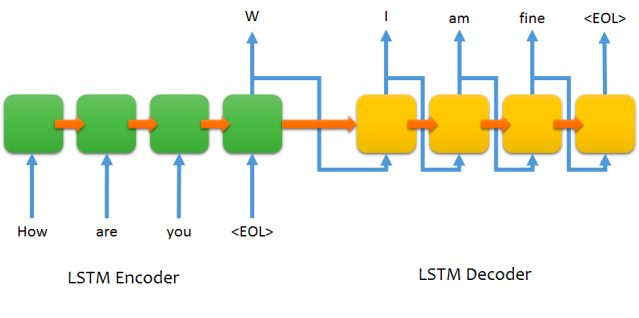 W I am fine <EOL>
How are you <EOL>
LSTM Encoder
LSTM Decoder